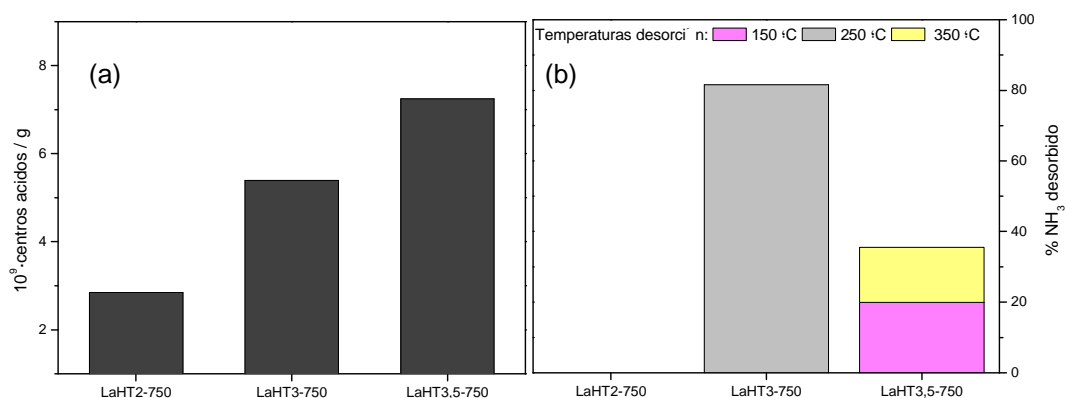 (a)
10⁹·centros acidos / g
8
6
4
2
LaHT2-750 LaHT3-750 LaHT3,5-750
Temperaturas desorci´ n: 150 ºC 250 ºC 350 ºC
(b)
100
80
60
40
20
0
% NH₃ desorbido
LaHT2-750 LaHT3-750 LaHT3,5-750